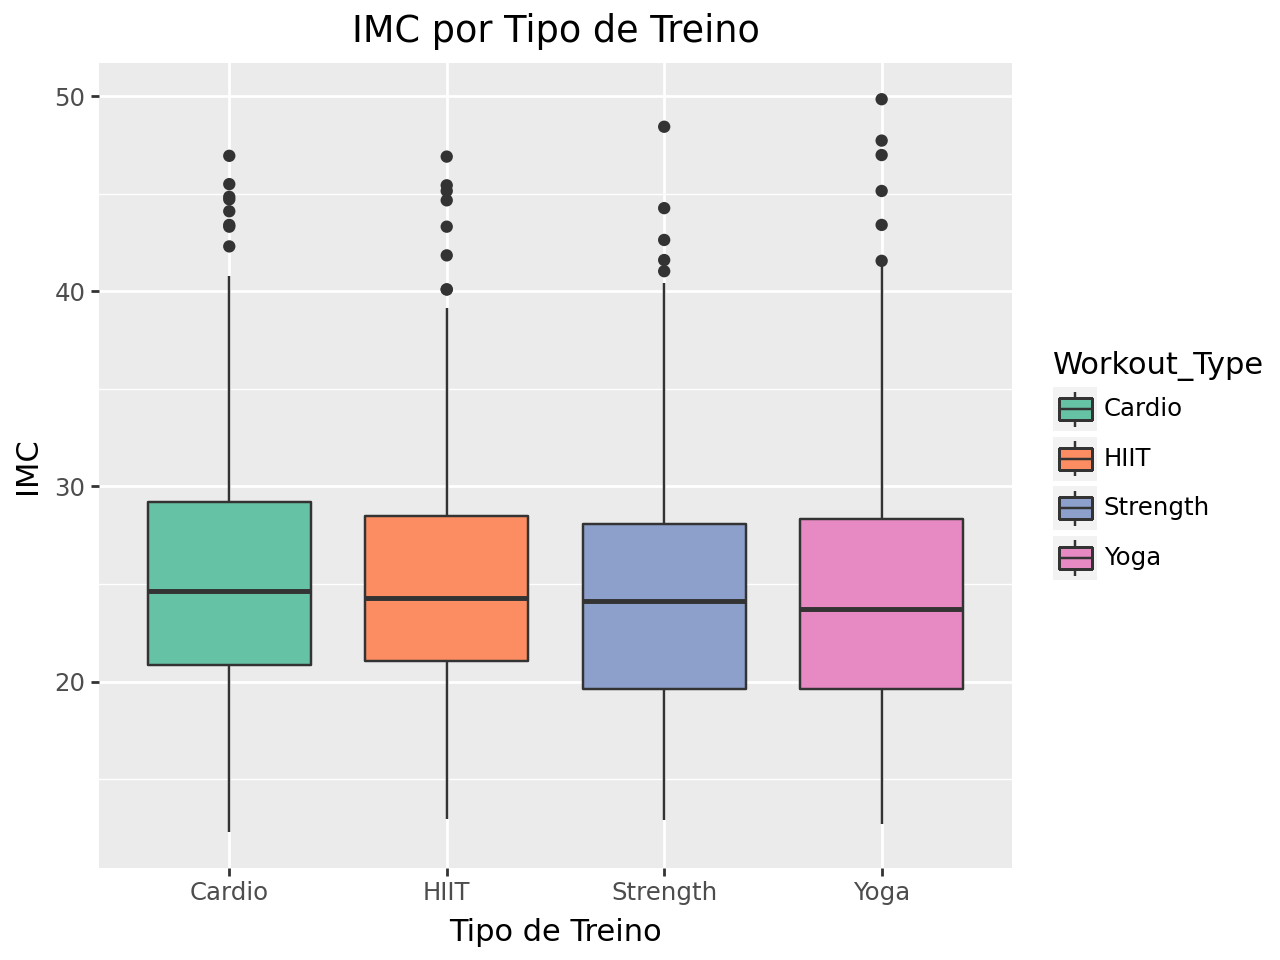 IMC por Tipo de Treino
50
40
30
20
IMC
Cardio
HIIT
Strength
Yoga
Tipo de Treino
Workout_Type
Cardio
HIIT
Strength
Yoga